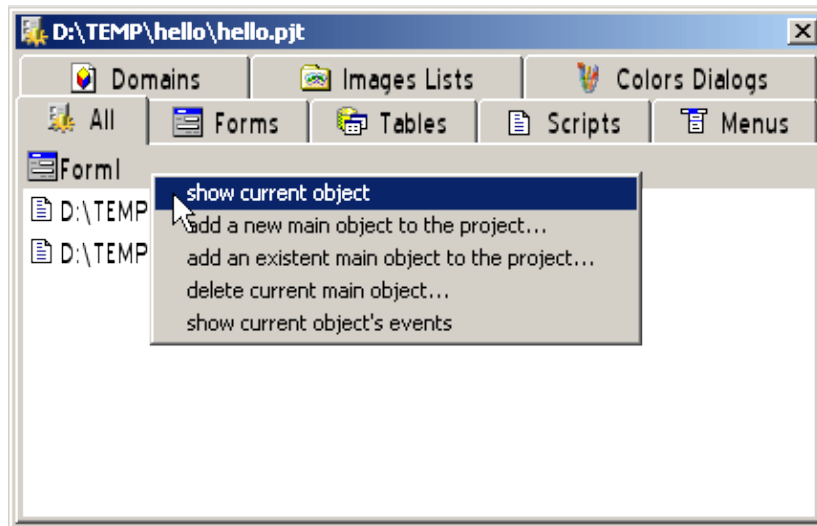 D:\TEMP\hello\hello.pjt
Domains Images Lists Colors Dialogs
All Forms Tables Scripts Menus
Form1
show current object
D:\TEMP
add a new main object to the project...
D:\TEMP
add an existent main object to the project...
delete current main object...
show current object's events